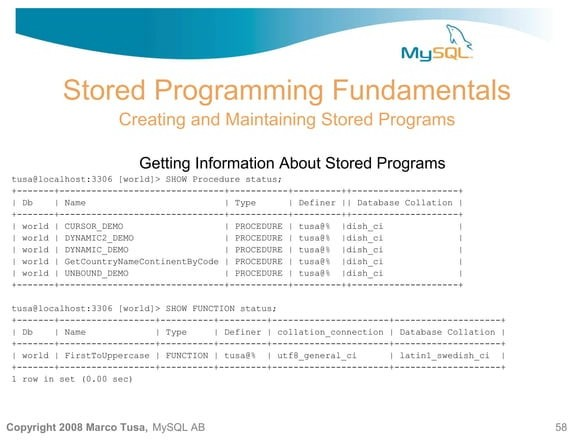 MySQL
Stored Programming Fundamentals
Creating and Maintaining Stored Programs
Getting Information About Stored Programs
tusa@localhost:3306 [world]> SHOW Procedure status;
+-------+-------------------------------+-----------+---------++--------------------+
| Db    | Name                          | Type      | Definer || Database Collation |
+-------+-------------------------------+-----------+---------++--------------------+
| world | CURSOR_DEMO                   | PROCEDURE | tusa@%  |dish_ci              |
| world | DYNAMIC2_DEMO                 | PROCEDURE | tusa@%  |dish_ci              |
| world | DYNAMIC_DEMO                  | PROCEDURE | tusa@%  |dish_ci              |
| world | GetCountryNameContinentByCode | PROCEDURE | tusa@%  |dish_ci              |
| world | UNBOUND_DEMO                  | PROCEDURE | tusa@%  |dish_ci              |
+-------+-------------------------------+-----------+---------++--------------------+
tusa@localhost:3306 [world]> SHOW FUNCTION status;
+-------+------------------+----------+---------+----------------------+--------------------+
| Db    | Name             | Type     | Definer | collation_connection | Database Collation |
+-------+------------------+----------+---------+----------------------+--------------------+
| world | FirstToUppercase | FUNCTION | tusa@%  | utf8_general_ci      | latin1_swedish_ci  |
+-------+------------------+----------+---------+----------------------+--------------------+
1 row in set (0.00 sec)
Copyright 2008 Marco Tusa, MySQL AB 58